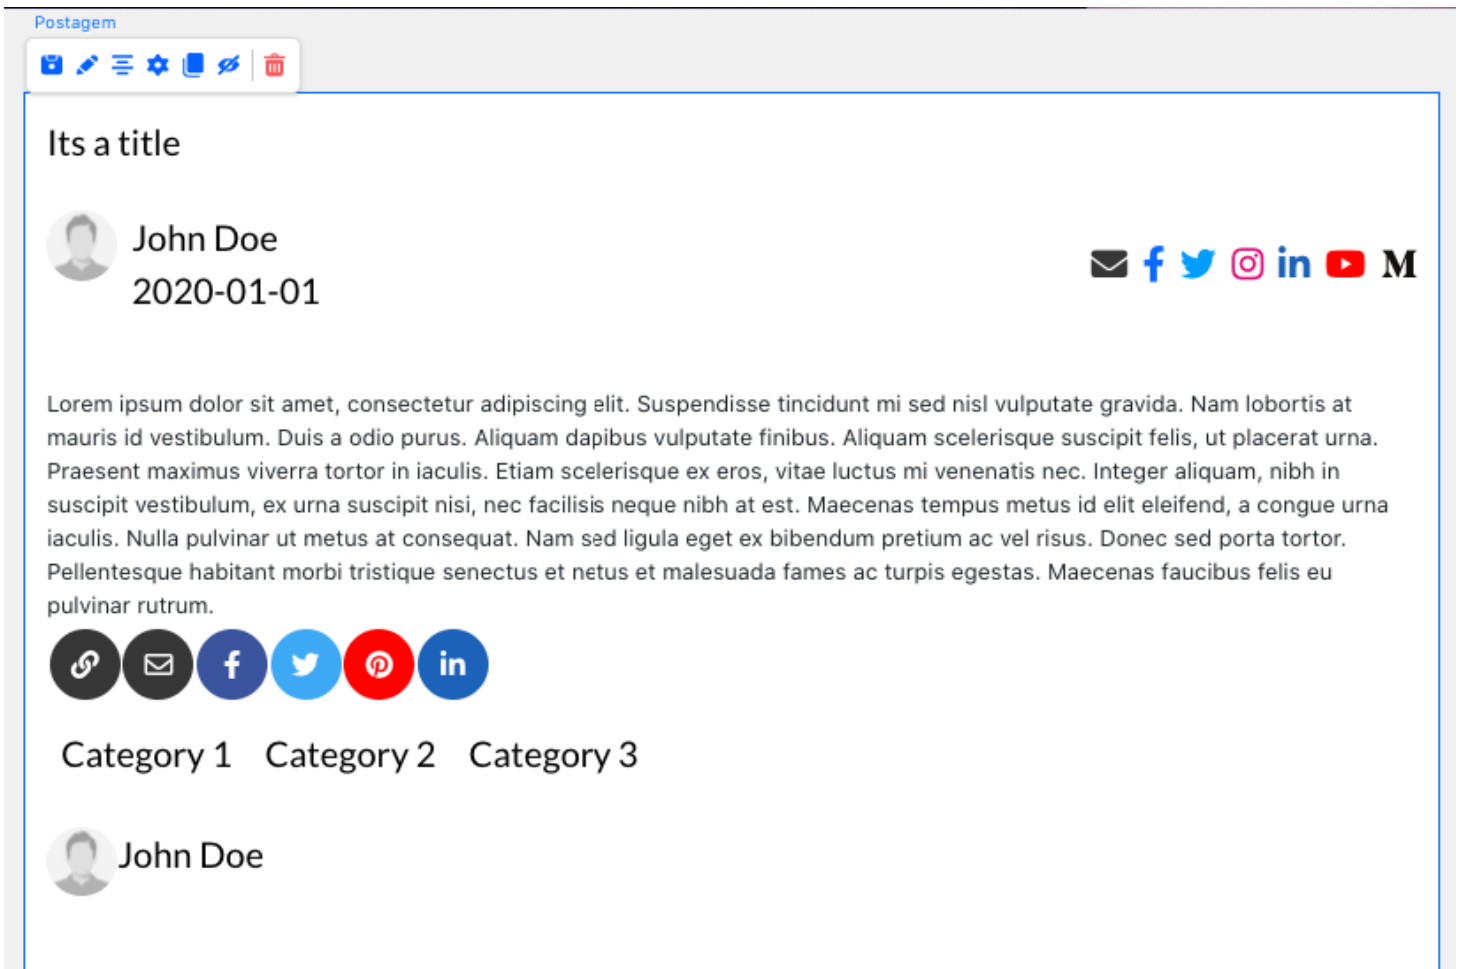 Postagem
Its a title
John Doe
2020-01-01
Lorem ipsum dolor sit amet, consectetur adipiscing elit. Suspendisse tincidunt mi sed nisl vulputate gravida. Nam lobortis at
mauris id vestibulum. Duis a odio purus. Aliquam dapibus vulputate finibus. Aliquam scelerisque suscipit felis, ut placerat urna.
Praesent maximus viverra tortor in iaculis. Etiam scelerisque ex eros, vitae luctus mi venenatis nec. Integer aliquam, nibh in
suscipit vestibulum, ex urna suscipit nisi, nec facilisis neque nibh at est. Maecenas tempus metus id elit eleifend, a congue urna
iaculis. Nulla pulvinar ut metus at consequat. Nam sed ligula eget ex bibendum pretium ac vel risus. Donec sed porta tortor.
Pellentesque habitant morbi tristique senectus et netus et malesuada fames ac turpis egestas. Maecenas faucibus felis eu
pulvinar rutrum.
Category 1 Category 2 Category 3
John Doe